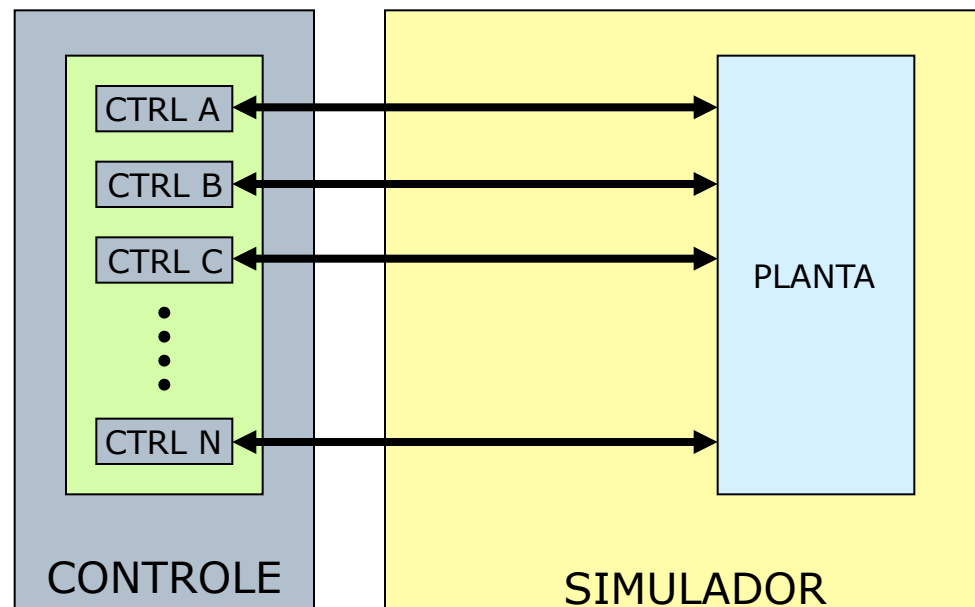 CTRL A
CTRL B
CTRL C
CTRL N
PLANTA
CONTROLE
SIMULADOR